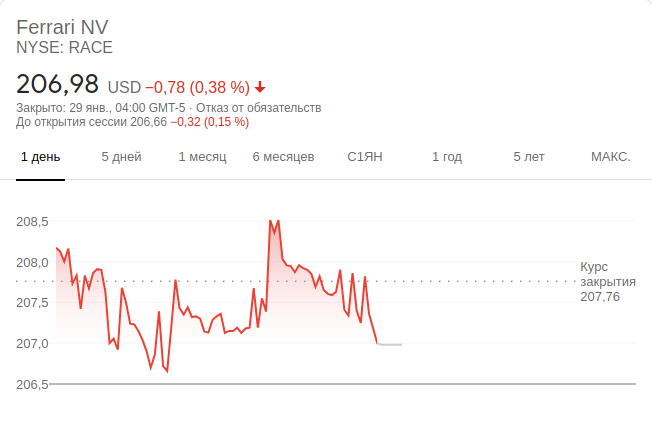 Ferrari NV
NYSE: RACE
206,98 USD −0,78 (0,38 %)
Закрыто: 29 янв., 04:00 GMT-5 · Отказ от обязательств
До открытия сессии 206,66 −0,32 (0,15 %)
1 день 5 дней 1 месяц 6 месяцев С1ЯН 1 год 5 лет МАКС.
208,5
208,0
207,5
207,0
206,5
Курс
закрытия
207,76